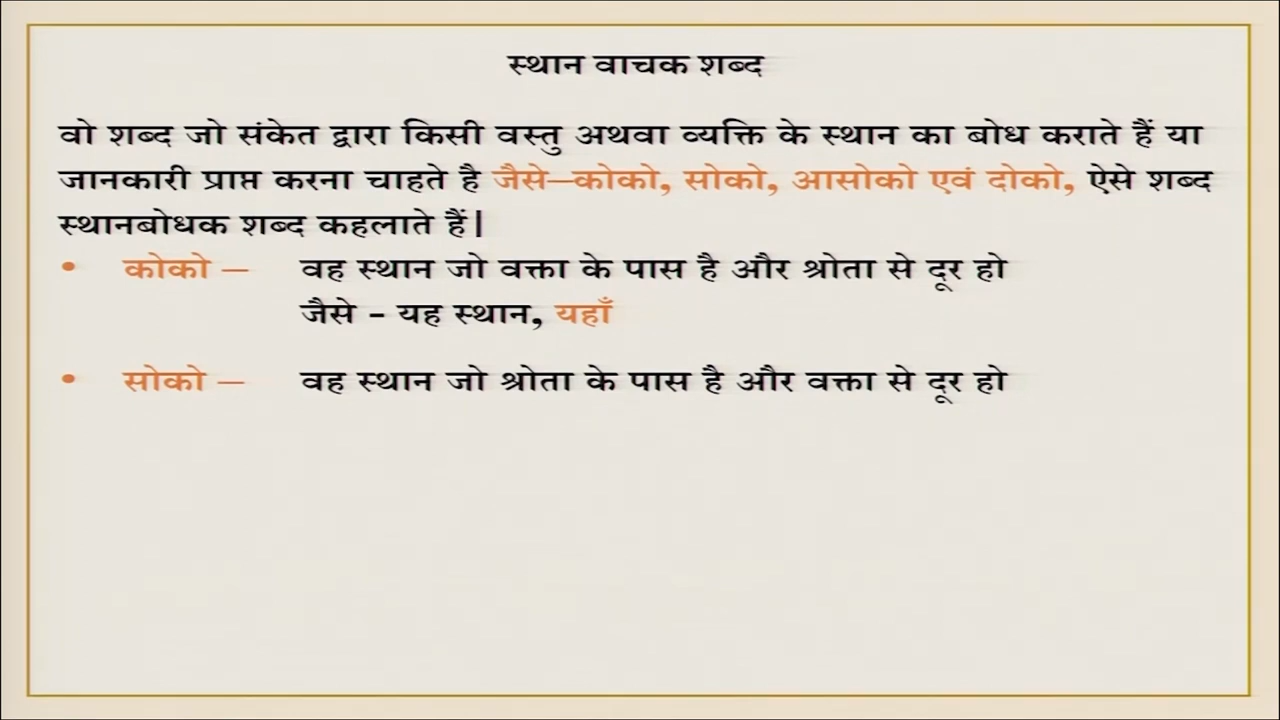 स्थान वाचक शब्द
वो शब्द जो संकेत द्वारा किसी वस्तु अथवा व्यक्ति के स्थान का बोध कराते हैं या
जानकारी प्राप्त करना चाहते है जैसे–कोको, सोको, आसोको एवं दोको, ऐसे शब्द
स्थानबोधक शब्द कहलाते हैं|
• कोको – वह स्थान जो वक्ता के पास है और श्रोता से दूर हो
जैसे - यह स्थान, यहाँ
• सोको – वह स्थान जो श्रोता के पास है और वक्ता से दूर हो